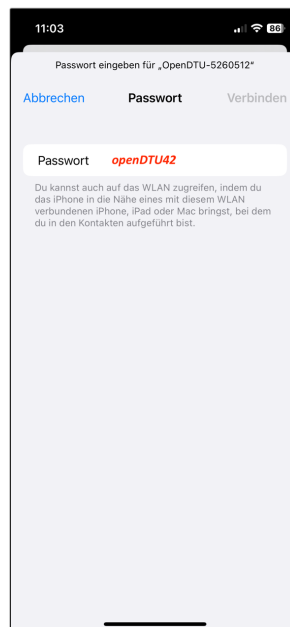 11:03
86
Passwort eingeben für „OpenDTU-5260512“
Abbrechen Passwort Verbinden
Passwort openDTU42
Du kannst auch auf das WLAN zugreifen, indem du
das iPhone in die Nähe eines mit diesem WLAN
verbundenen iPhone, iPad oder Mac bringst, bei dem
du in den Kontakten aufgeführt bist.